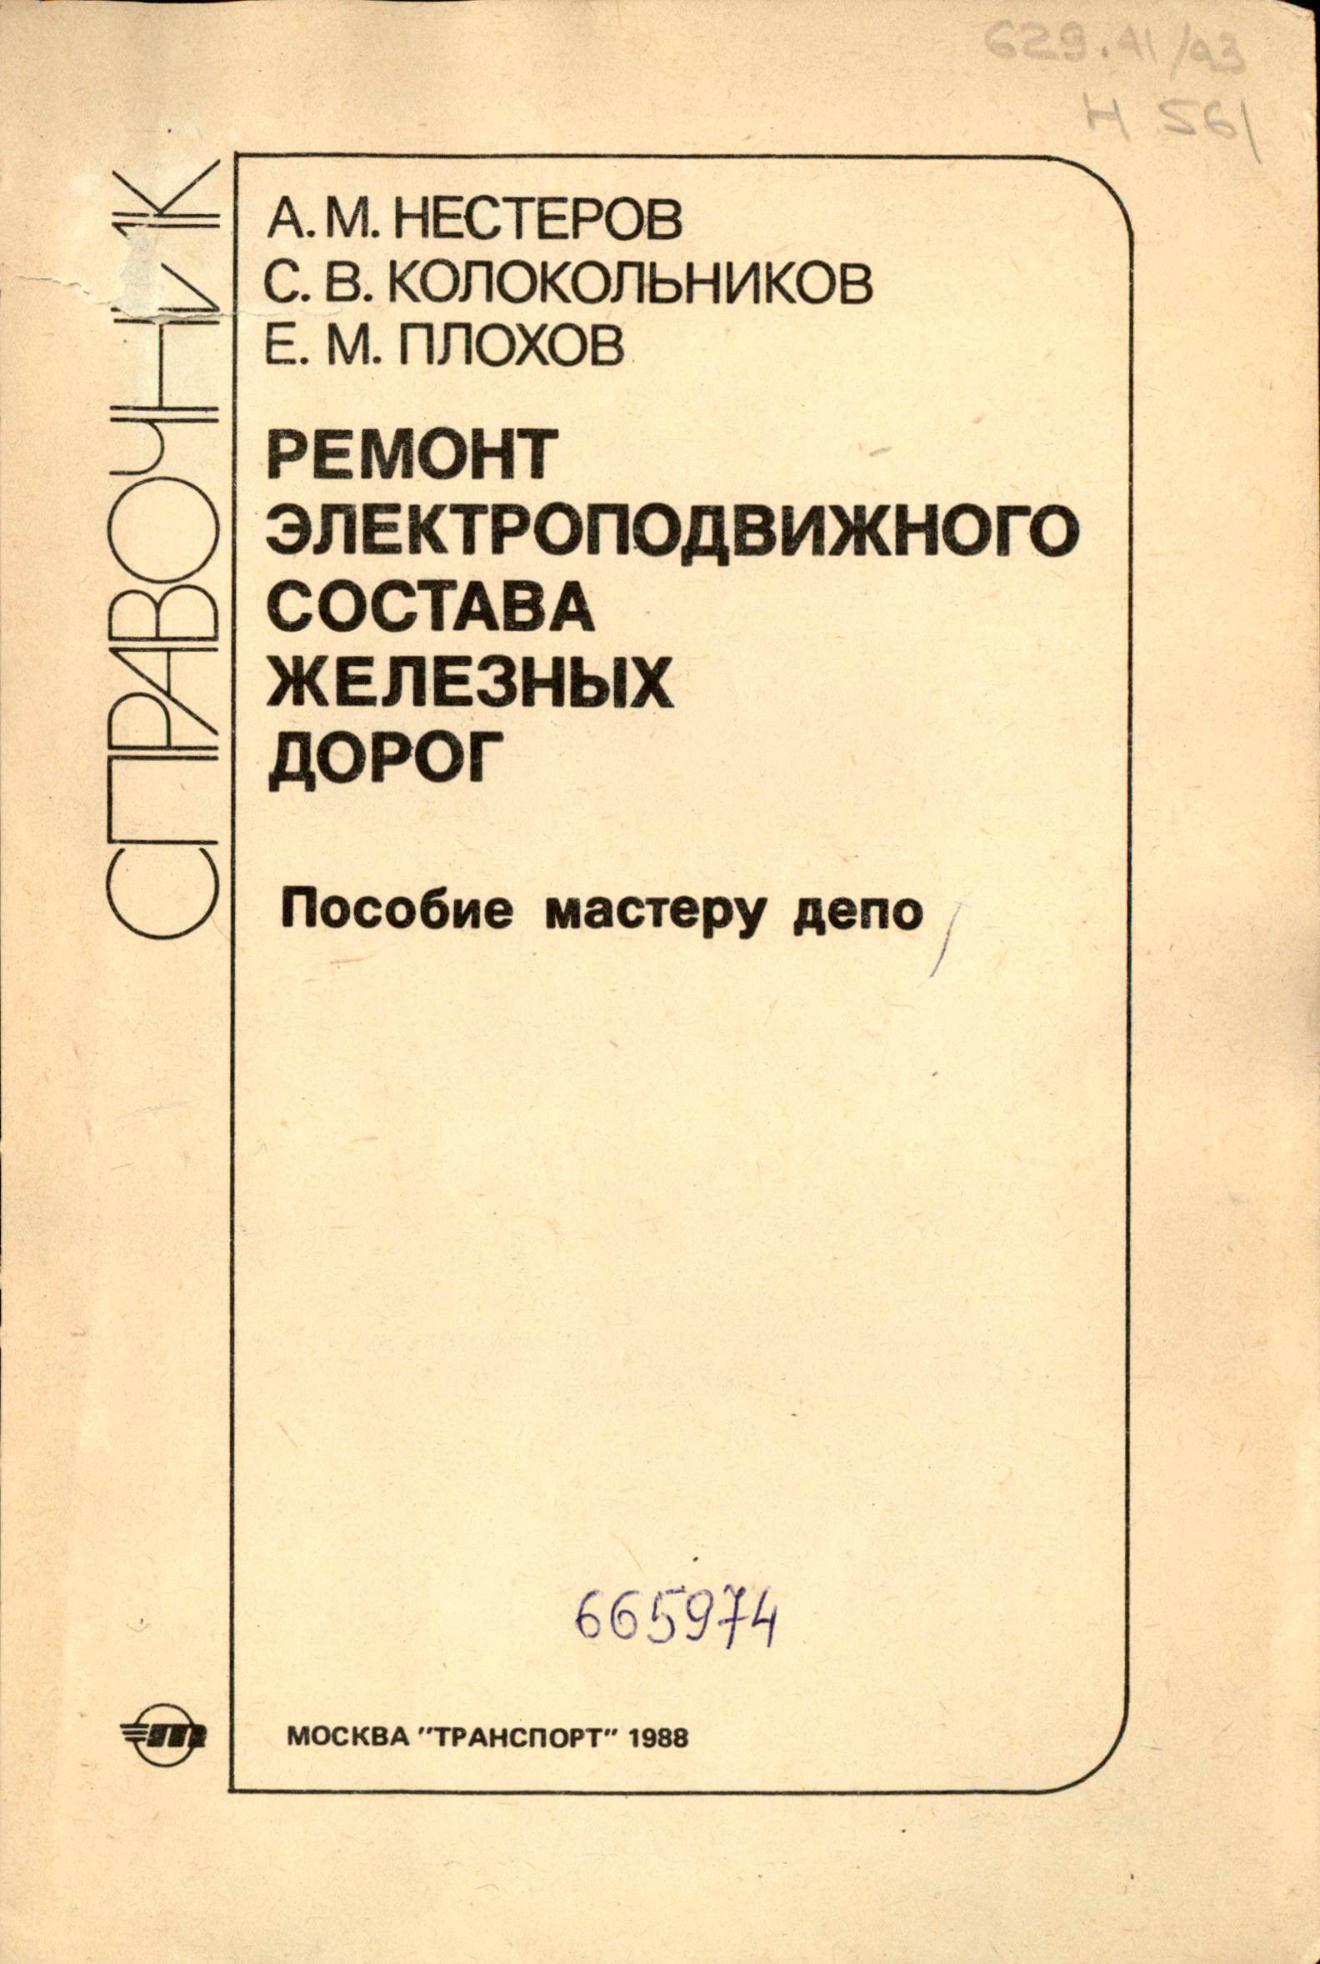 629.41/93
Н 561
СПРАВОЧНИК
А. М. НЕСТЕРОВ
С. В. КОЛОКОЛЬНИКОВ
Е. М. ПЛОХОВ
РЕМОНТ
ЭЛЕКТРОПОДВИЖНОГО
СОСТАВА
ЖЕЛЕЗНЫХ
ДОРОГ
Пособие мастеру депо
665974
МОСКВА "ТРАНСПОРТ" 1988